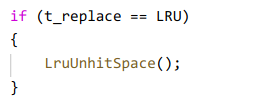 if (t_replace == LRU)
{
    LruUnhitSpace();
}